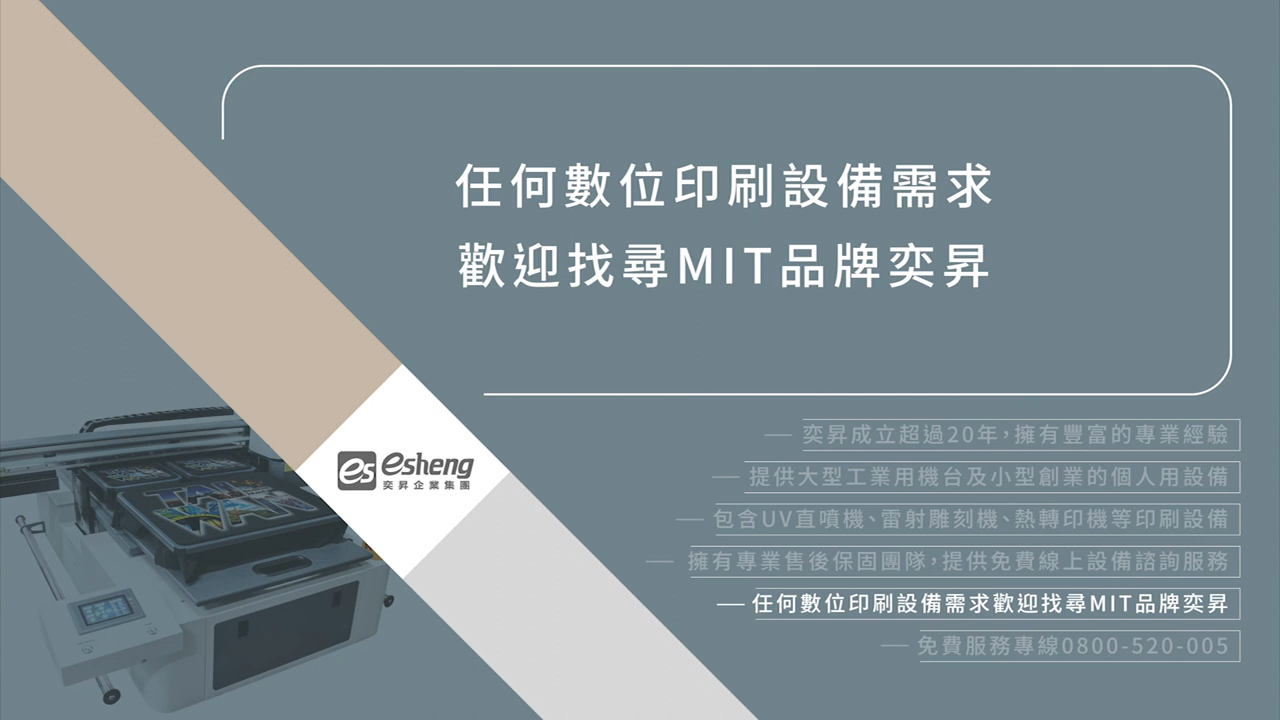 任何數位印刷設備需求
歡迎找尋MIT品牌奕昇
奕昇成立超過20年,擁有豐富的專業經驗
提供大型工業用機台及小型創業的個人用設備
包含UV直噴機、雷射雕刻機、熱轉印機等印刷設備
擁有專業售後保固團隊,提供免費線上設備諮詢服務
任何數位印刷設備需求歡迎找尋MIT品牌奕昇
免費服務專線0800-520-005
es esheng
奕昇企業集團
TAI
WAN